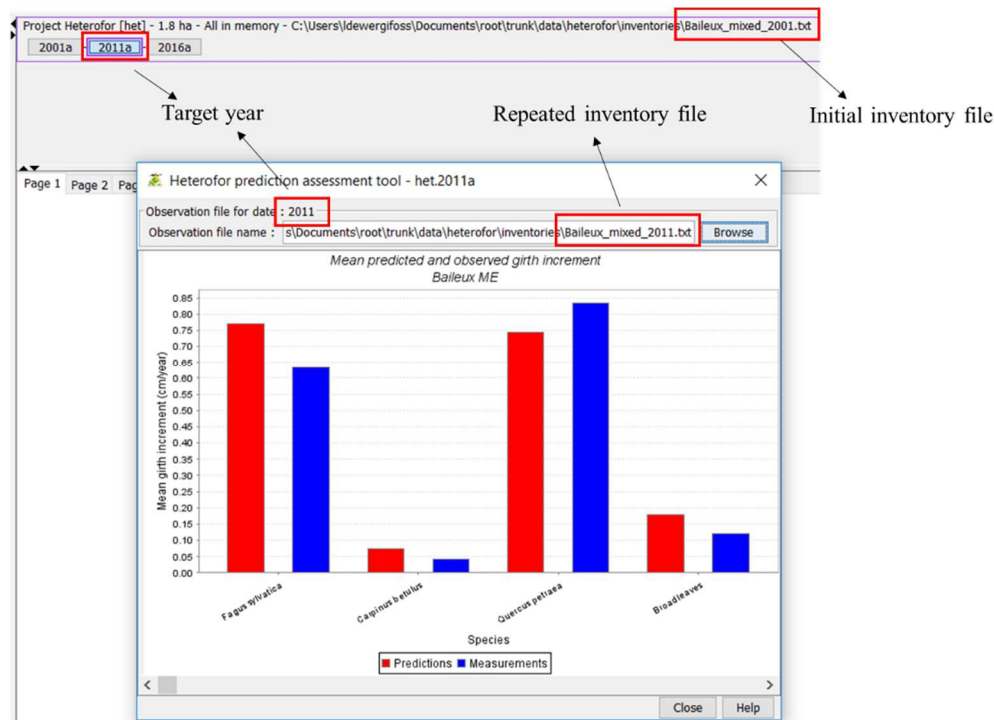 Project Heterofor [het] - 1.8 ha - All in memory - C:\Users\ldewergifoss\Documents\root\trunk\data\heterofor\inventories\Baileux_mixed_2001.txt
2001a 2011a 2016a
Target year
Repeated inventory file
Initial inventory file
Page 1 Page 2 Pag
Heterofor prediction assessment tool - het.2011a
Observation file for date : 2011
Observation file name : s\Documents\root\trunk\data\heterofor\inventories\Baileux_mixed_2011.txt Browse
Mean predicted and observed girth increment
Baileux ME
Mean girth increment (cm/year)
0.85
0.80
0.75
0.70
0.65
0.60
0.55
0.50
0.45
0.40
0.35
0.30
0.25
0.20
0.15
0.10
0.05
0.00
Fagus sylvatica
Carpinus betulus
Quercus petraea
Broadleaves
Species
Predictions Measurements
Close Help